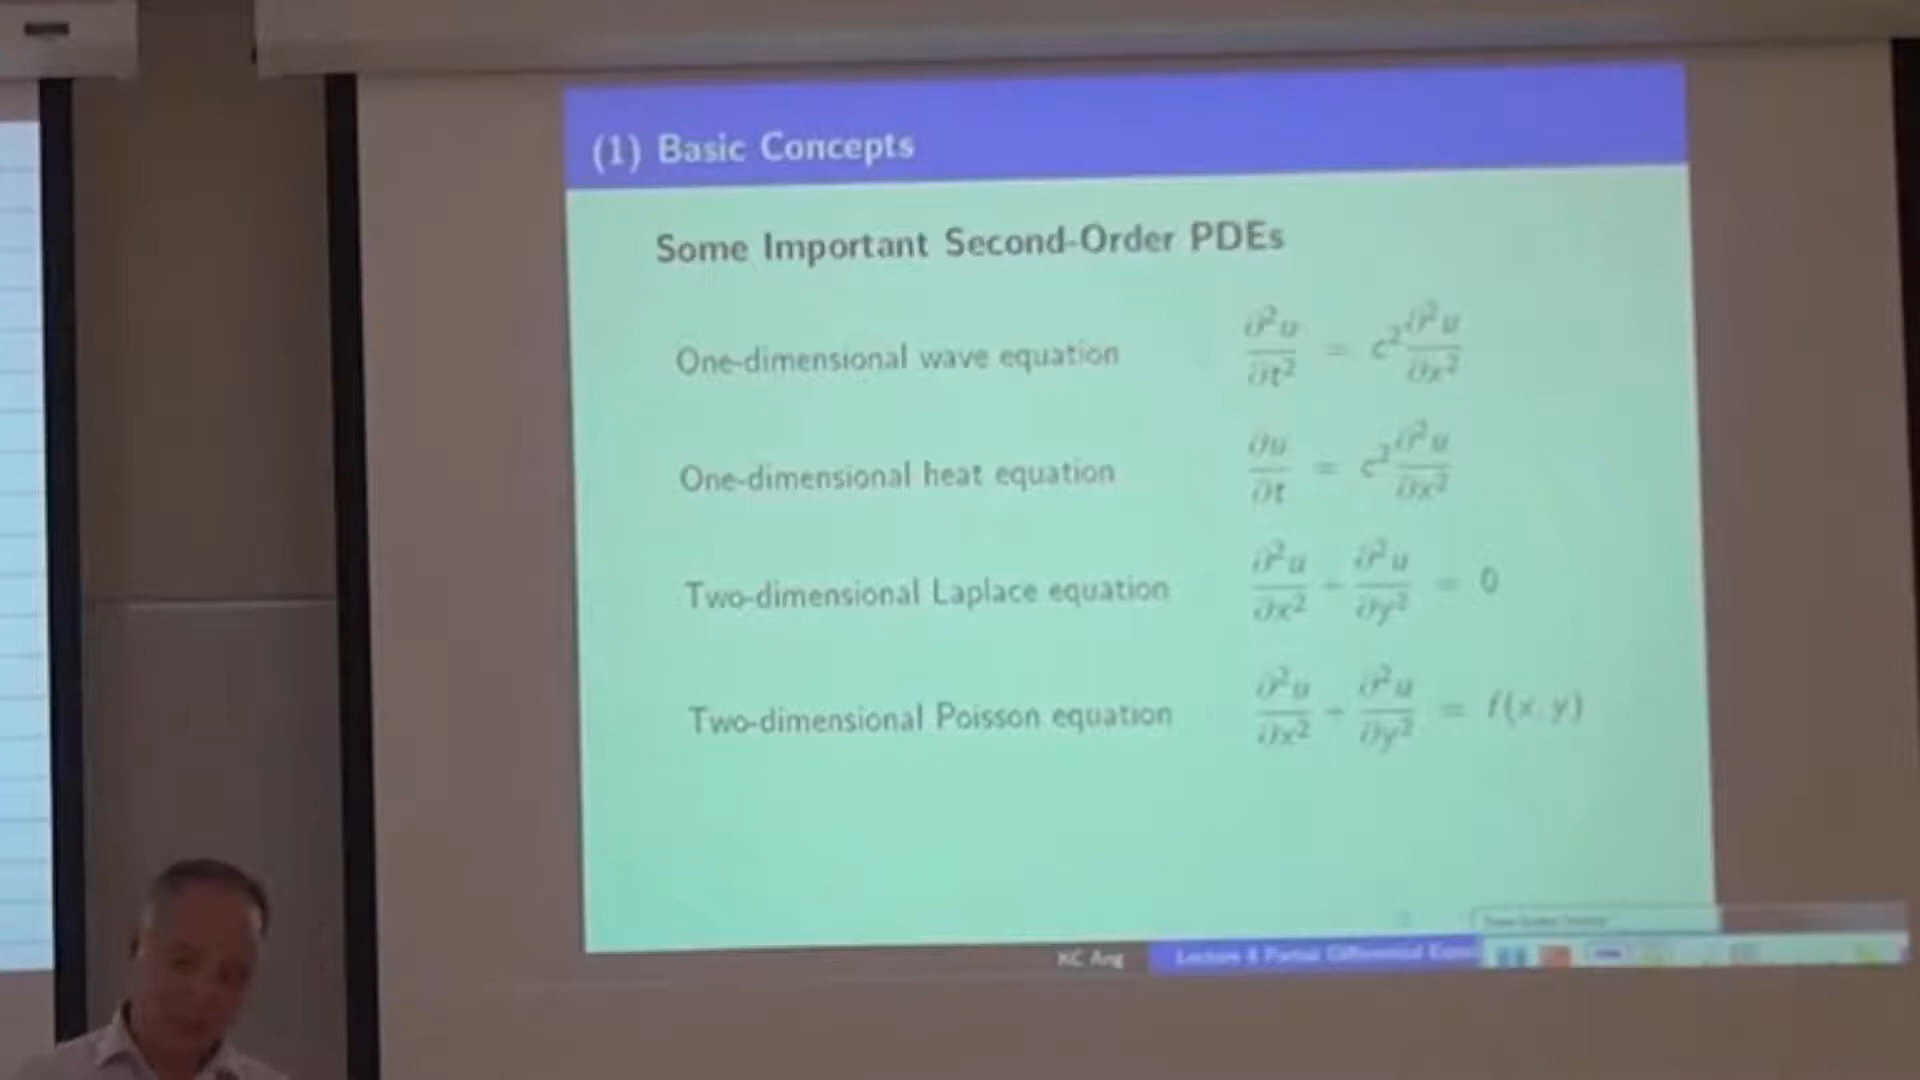 (1) Basic Concepts
Some Important Second-Order PDEs
One-dimensional wave equation ∂²u/∂t² = c² ∂²u/∂x²
One-dimensional heat equation ∂u/∂t = c² ∂²u/∂x²
Two-dimensional Laplace equation ∂²u/∂x² + ∂²u/∂y² = 0
Two-dimensional Poisson equation ∂²u/∂x² + ∂²u/∂y² = f(x, y)
KC Ang
Partial Differential